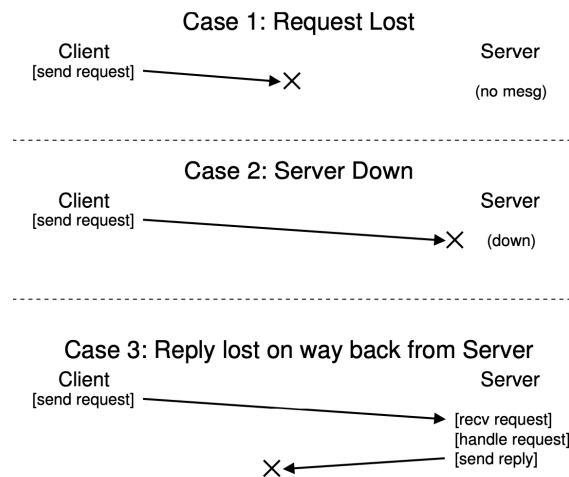 Case 1: Request Lost
Client Server
[send request]
(no mesg)
Case 2: Server Down
Client Server
[send request]
(down)
Case 3: Reply lost on way back from Server
Client Server
[send request]
[recv request]
[handle request]
[send reply]